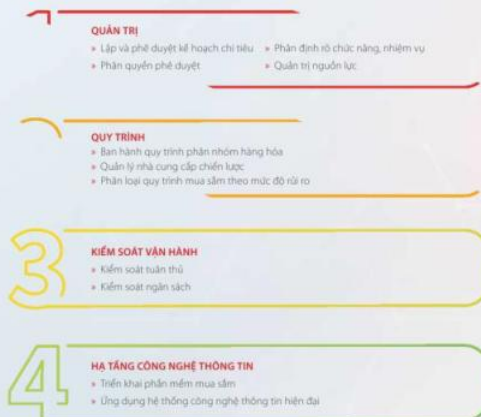 QUẢN TRỊ
» Lập và phê duyệt kế hoạch chi tiêu » Phân định rõ chức năng, nhiệm vụ
» Phân quyền phê duyệt » Quản trị nguồn lực
QUY TRÌNH
» Ban hành quy trình phân nhóm hàng hóa
» Quản lý nhà cung cấp chiến lược
» Phân loại quy trình mua sắm theo mức độ rủi ro
3
KIỂM SOÁT VẬN HÀNH
» Kiểm soát tuân thủ
» Kiểm soát ngân sách
4
HẠ TẦNG CÔNG NGHỆ THÔNG TIN
» Triển khai phần mềm mua sắm
» Ứng dụng hệ thống công nghệ thông tin hiện đại